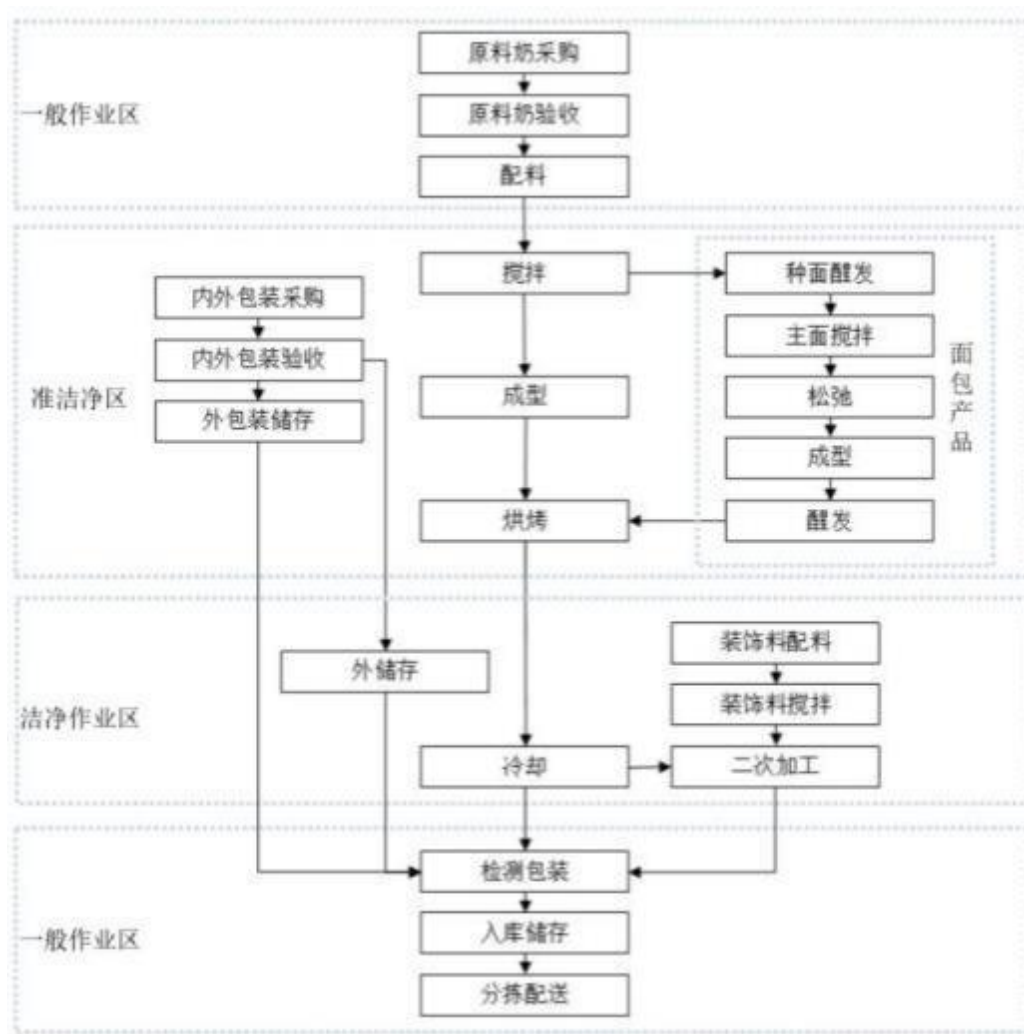 一般作业区
原料奶采购
原料奶验收
配料
准洁净区
搅拌
成型
烘烤
内外包装采购
内外包装验收
外包装储存
种面醒发
主面搅拌
松弛
成型
醒发
面包产品
洁净作业区
外储存
冷却
装饰料配料
装饰料搅拌
二次加工
一般作业区
检测包装
入库储存
分拣配送